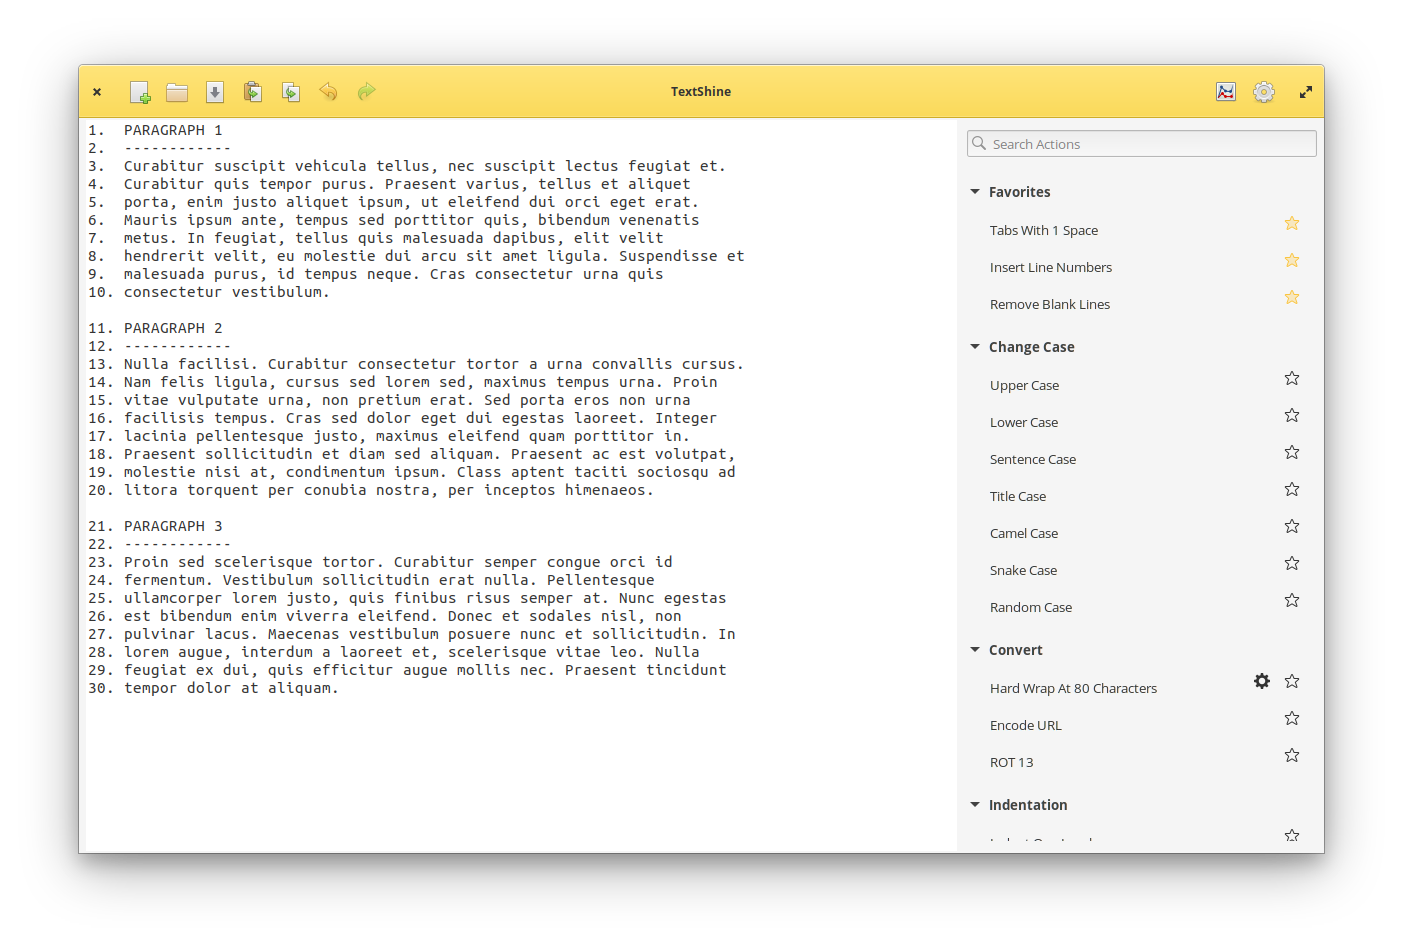 TextShine
1. PARAGRAPH 1
2. ------------
3. Curabitur suscipit vehicula tellus, nec suscipit lectus feugiat et.
4. Curabitur quis tempor purus. Praesent varius, tellus et aliquet
5. porta, enim justo aliquet ipsum, ut eleifend dui orci eget erat.
6. Mauris ipsum ante, tempus sed porttitor quis, bibendum venenatis
7. metus. In feugiat, tellus quis malesuada dapibus, elit velit
8. hendrerit velit, eu molestie dui arcu sit amet ligula. Suspendisse et
9. malesuada purus, id tempus neque. Cras consectetur urna quis
10. consectetur vestibulum.
11. PARAGRAPH 2
12. ------------
13. Nulla facilisi. Curabitur consectetur tortor a urna convallis cursus.
14. Nam felis ligula, cursus sed lorem sed, maximus tempus urna. Proin
15. vitae vulputate urna, non pretium erat. Sed porta eros non urna
16. facilisis tempus. Cras sed dolor eget dui egestas laoreet. Integer
17. lacinia pellentesque justo, maximus eleifend quam porttitor in.
18. Praesent sollicitudin et diam sed aliquam. Praesent ac est volutpat,
19. molestie nisi at, condimentum ipsum. Class aptent taciti sociosqu ad
20. litora torquent per conubia nostra, per inceptos himenaeos.
21. PARAGRAPH 3
22. ------------
23. Proin sed scelerisque tortor. Curabitur semper congue orci id
24. fermentum. Vestibulum sollicitudin erat nulla. Pellentesque
25. ullamcorper lorem justo, quis finibus risus semper at. Nunc egestas
26. est bibendum enim viverra eleifend. Donec et sodales nisl, non
27. pulvinar lacus. Maecenas vestibulum posuere nunc et sollicitudin. In
28. lorem augue, interdum a laoreet et, scelerisque vitae leo. Nulla
29. feugiat ex dui, quis efficitur augue mollis nec. Praesent tincidunt
30. tempor dolor at aliquam.
Search Actions
Favorites
Tabs With 1 Space
Insert Line Numbers
Remove Blank Lines
Change Case
Upper Case
Lower Case
Sentence Case
Title Case
Camel Case
Snake Case
Random Case
Convert
Hard Wrap At 80 Characters
Encode URL
ROT 13
Indentation